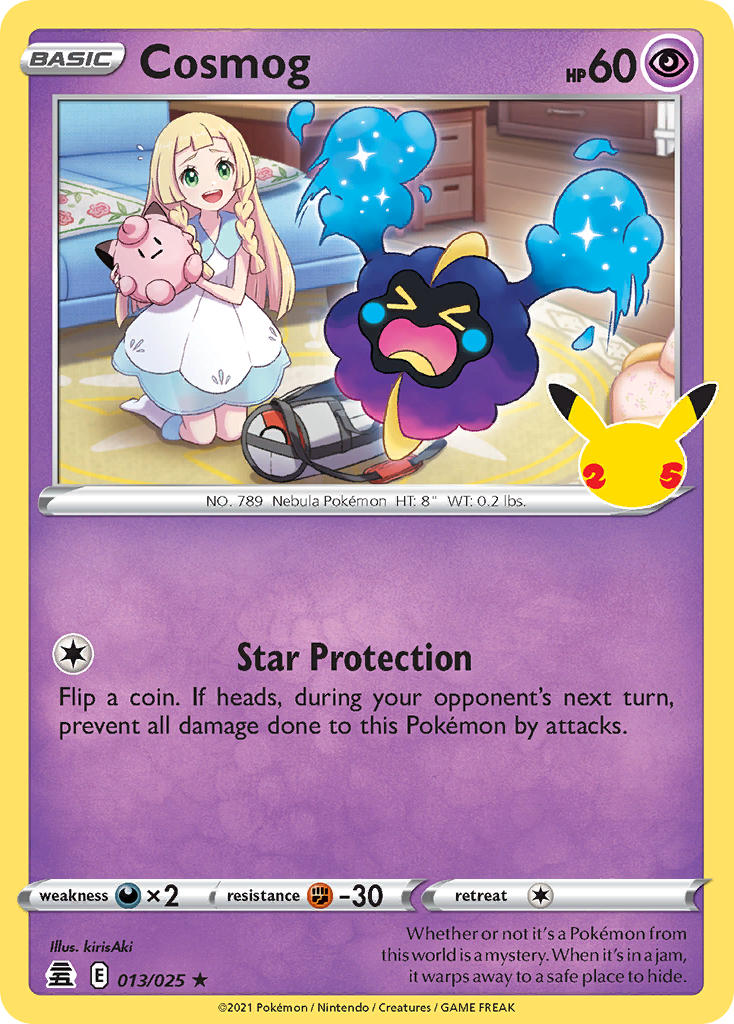 BASIC Cosmog HP60
25
NO. 789 Nebula Pokémon HT: 8" WT: 0.2 lbs.
Star Protection
Flip a coin. If heads, during your opponent's next turn,
prevent all damage done to this Pokémon by attacks.
weakness ×2 resistance -30 retreat
Whether or not it's a Pokémon from
this world is a mystery. When it's in a jam,
it warps away to a safe place to hide.
Illus. kirisAki
E 013/025 ★
©2021 Pokémon / Nintendo / Creatures / GAME FREAK